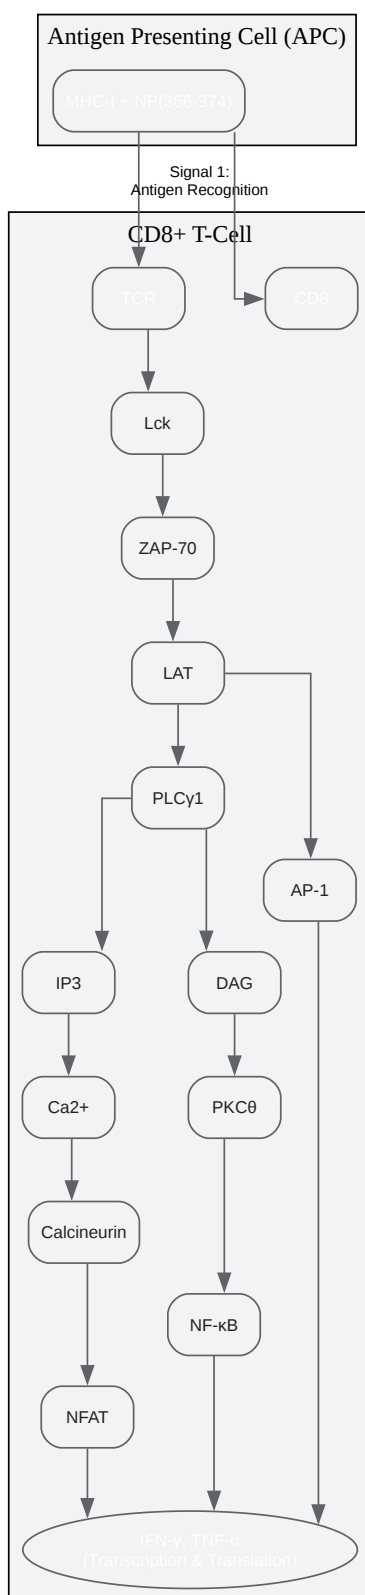 Antigen Presenting Cell (APC)
MHC-I + NP(366-374)
Signal 1:
Antigen Recognition
CD8+ T-Cell
TCR
CD8
Lck
ZAP-70
LAT
PLCγ1
AP-1
IP3
DAG
Ca2+
PKCθ
Calcineurin
NF-κB
NFAT
IFN-γ, TNF-α
(Transcription & Translation)